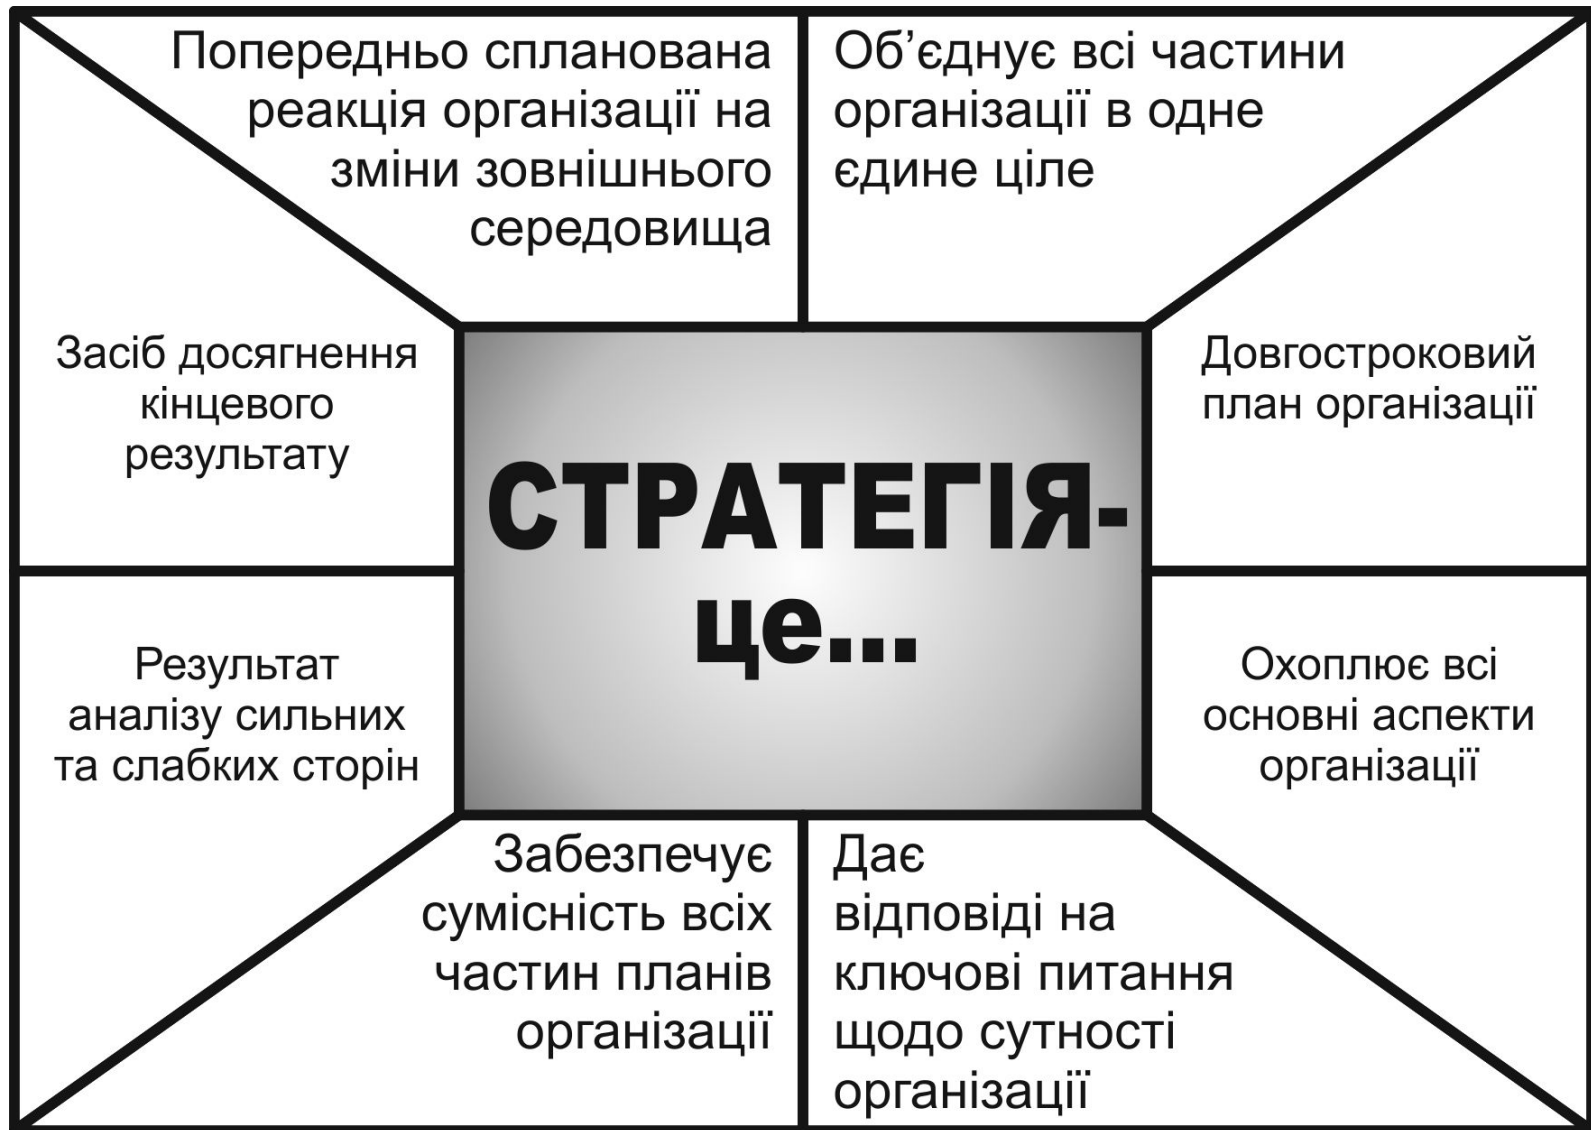 Попередньо спланована
реакція організації на
зміни зовнішнього
середовища
Об’єднує всі частини
організації в одне
єдине ціле
Засіб досягнення
кінцевого
результату
СТРАТЕГІЯ-
це...
Довгостроковий
план організації
Результат
аналізу сильних
та слабких сторін
Охоплює всі
основні аспекти
організації
Забезпечує
сумісність всіх
частин планів
організації
Дає
відповіді на
ключові питання
щодо сутності
організації